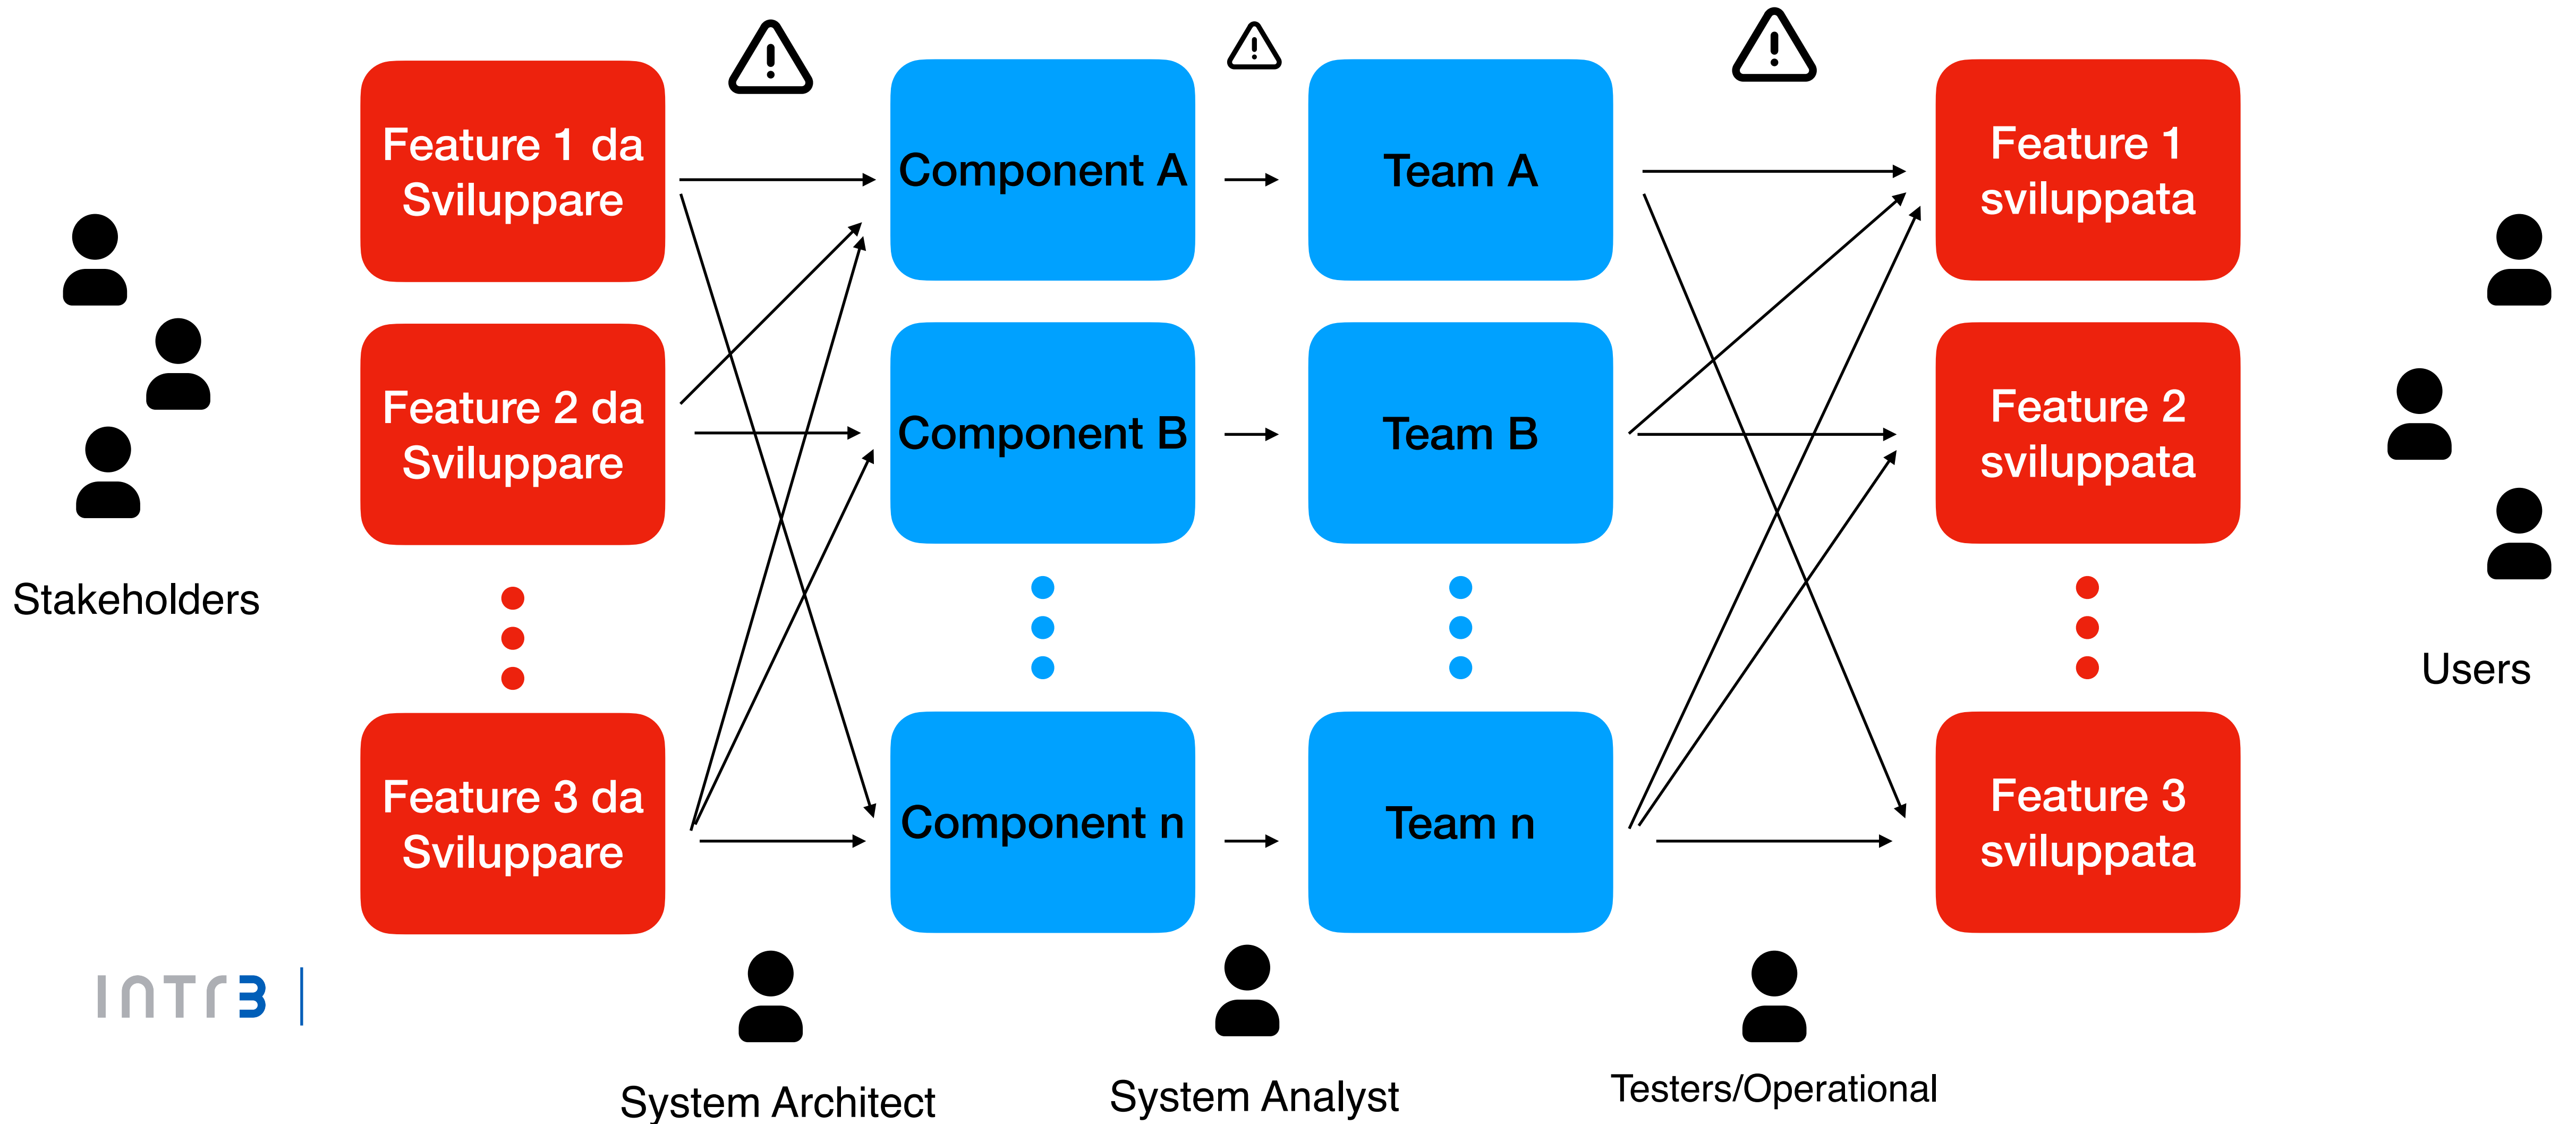 Feature 1 da
Sviluppare
Component A
Team A
Feature 1
sviluppata
Feature 2 da
Sviluppare
Component B
Team B
Feature 2
sviluppata
Stakeholders
Users
Feature 3 da
Sviluppare
Component n
Team n
Feature 3
sviluppata
INTr3
System Architect
System Analyst
Testers/Operational